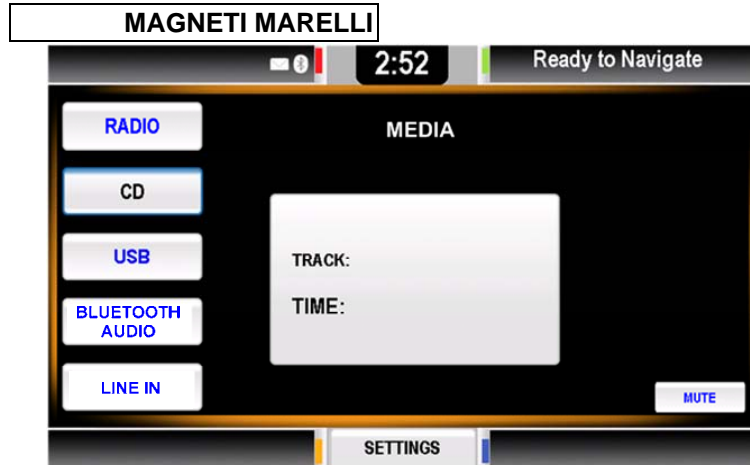 MAGNETI MARELLI
2:52
Ready to Navigate
RADIO
MEDIA
CD
USB
TRACK:
BLUETOOTH
AUDIO
TIME:
LINE IN
MUTE
SETTINGS